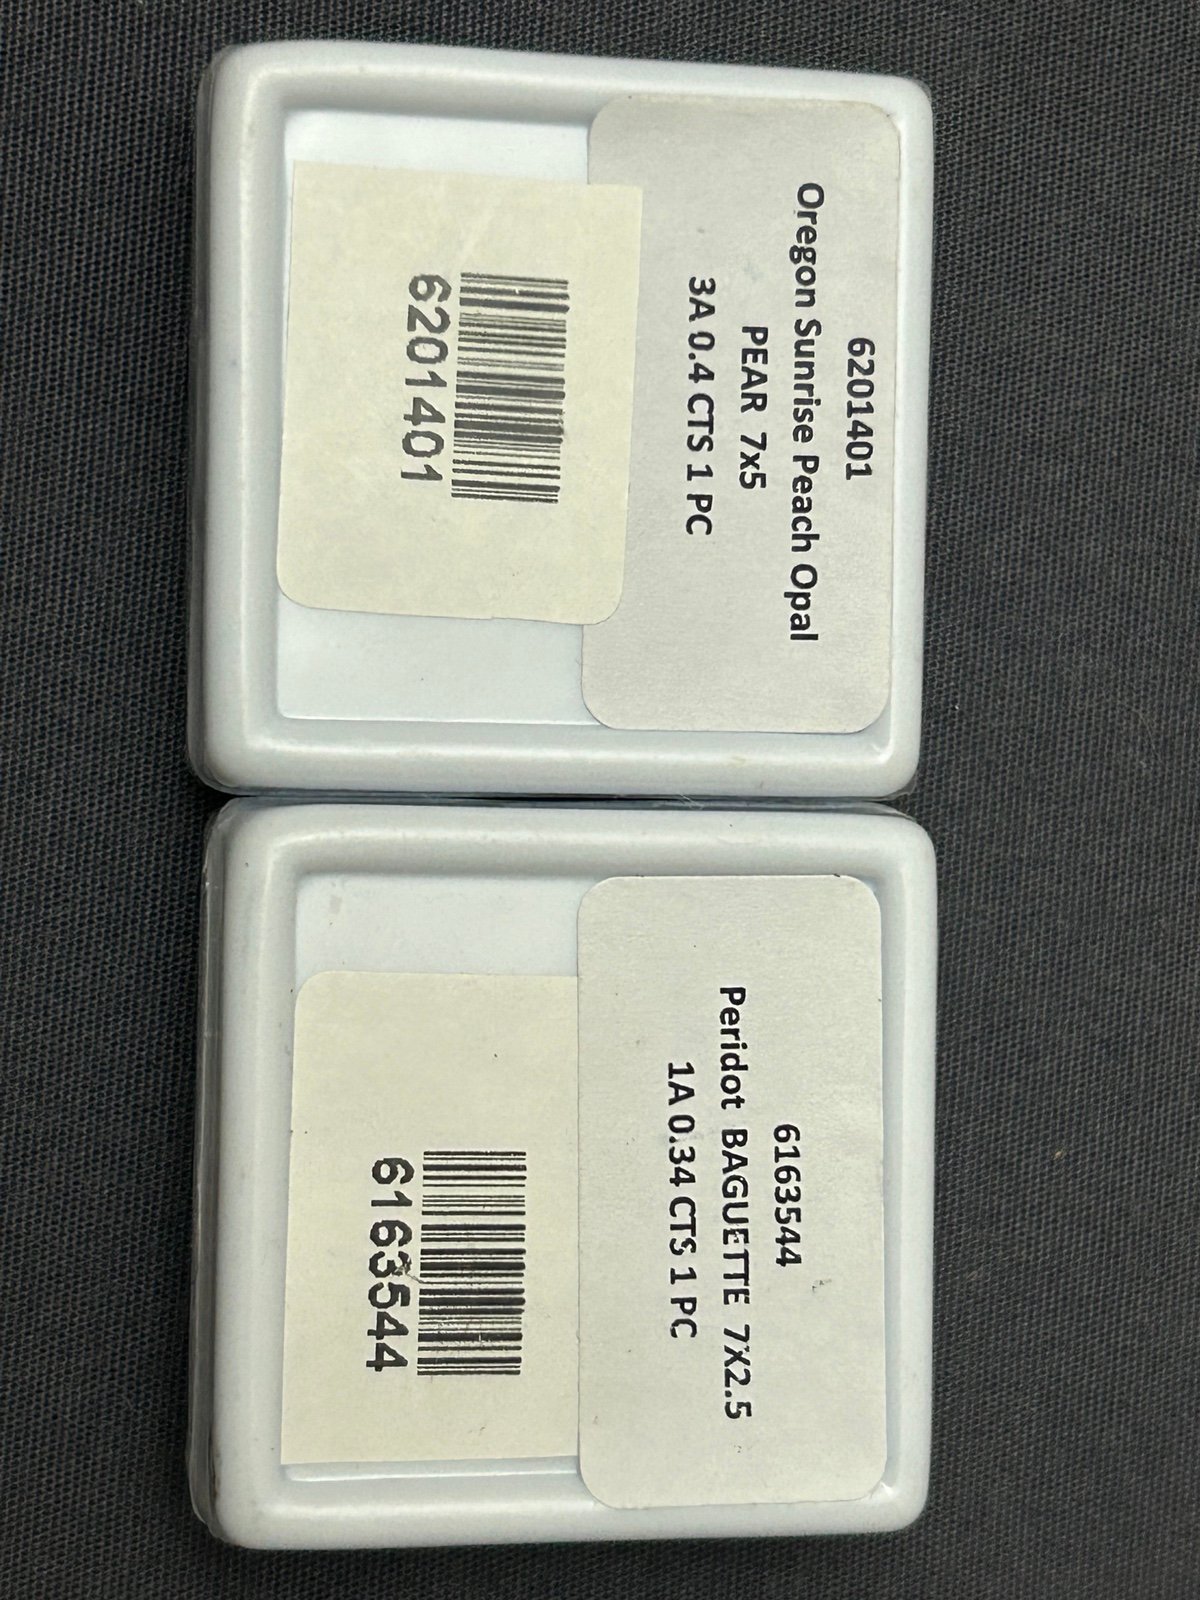 6201401
Oregon Sunrise Peach Opal
PEAR 7x5
3A 0.4 CTS 1 PC
6201401
6163544
Peridot BAGUETTE 7X2.5
1A 0.34 CTS 1 PC
6163544